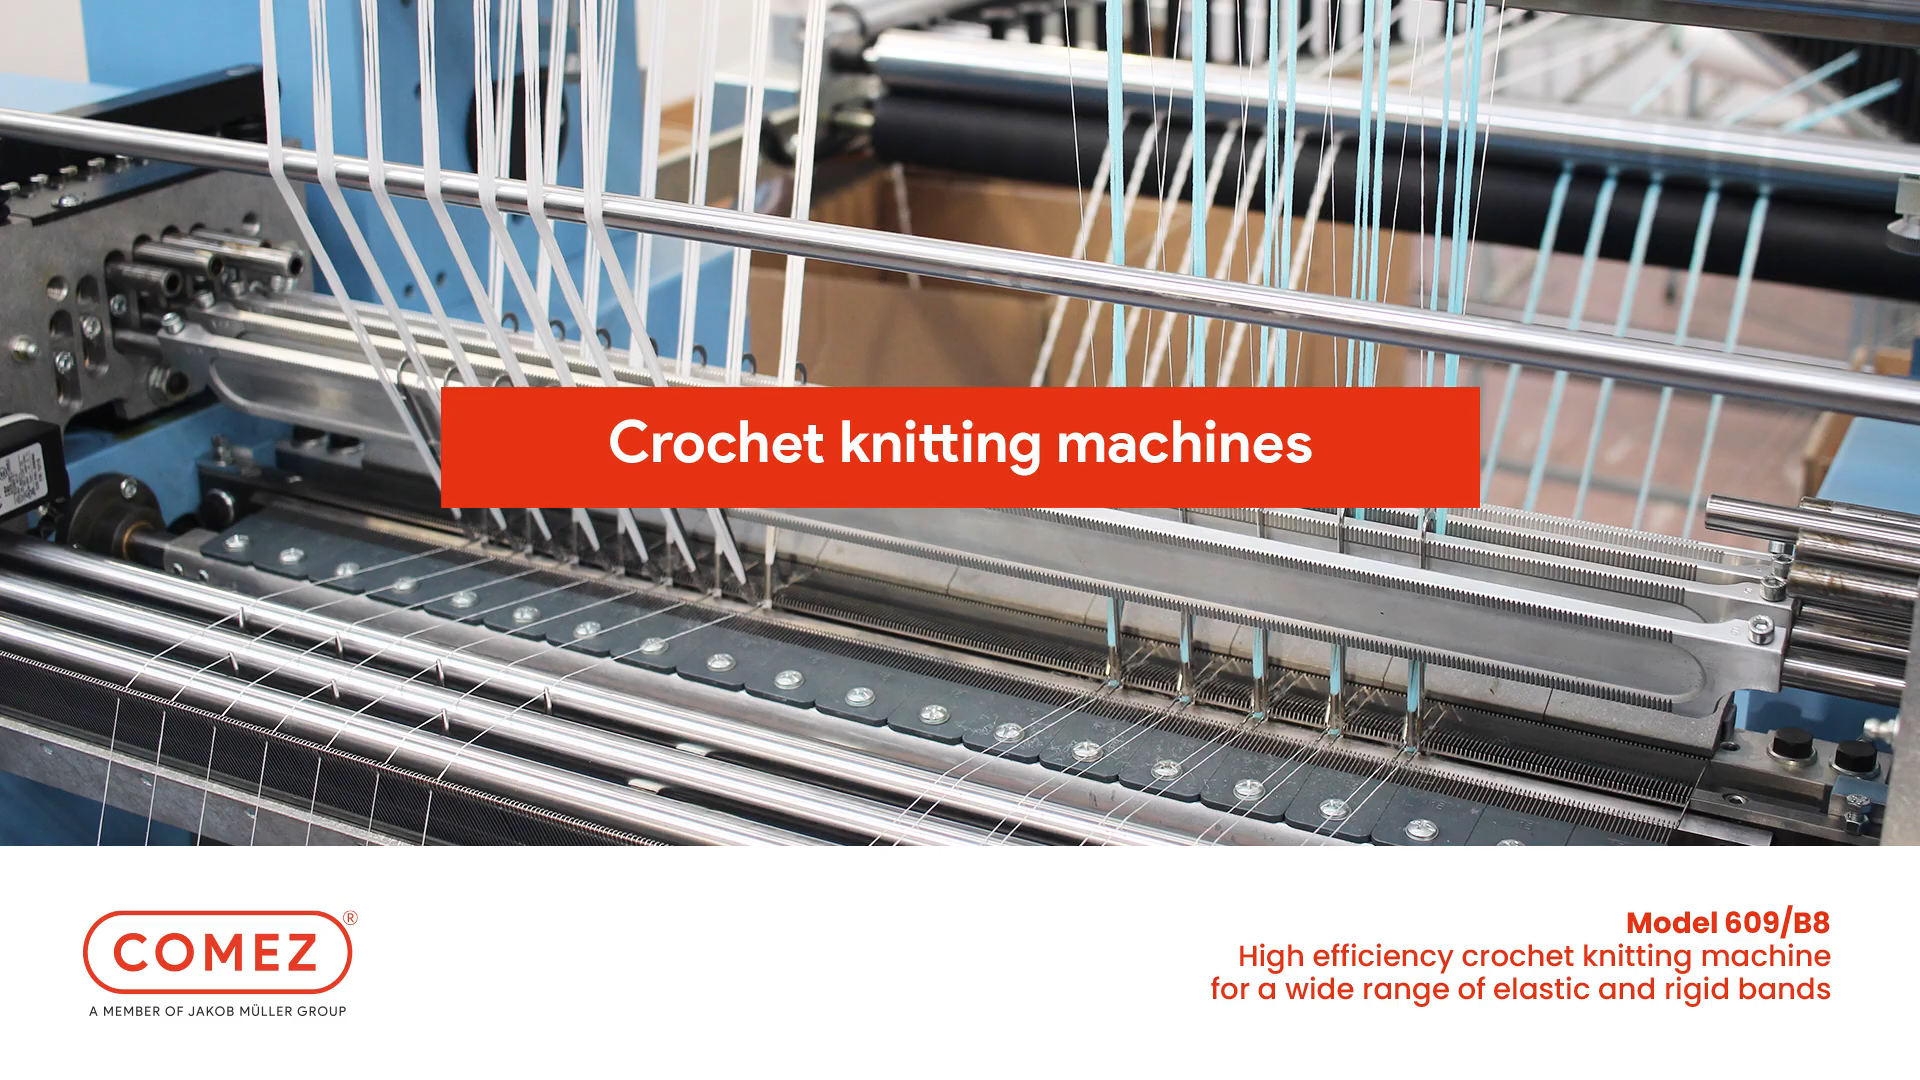 Crochet knitting machines
COMEZ®
A MEMBER OF JAKOB MÜLLER GROUP
Model 609/B8
High efficiency crochet knitting machine
for a wide range of elastic and rigid bands